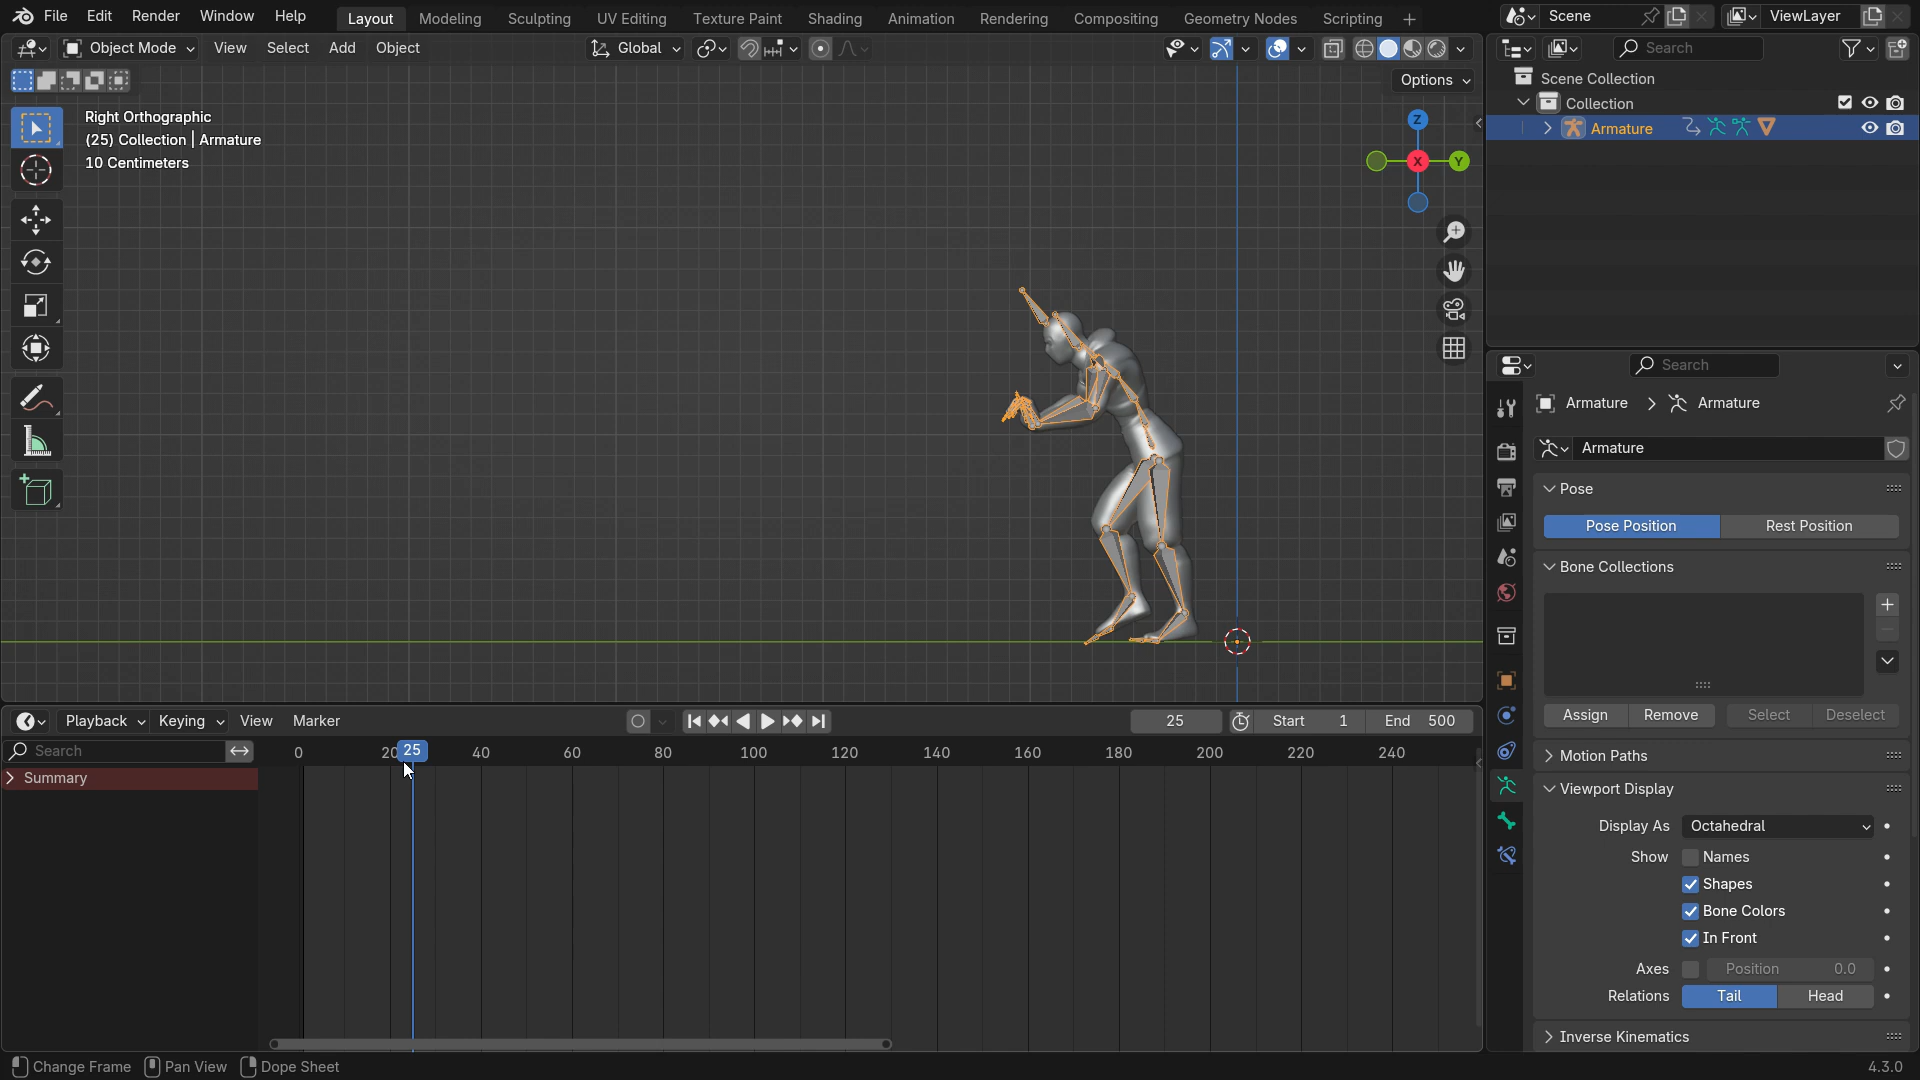 File Edit Render Window Help
Layout Modeling Sculpting UV Editing Texture Paint Shading Animation Rendering Compositing Geometry Nodes Scripting +
Scene ViewLayer
Object Mode View Select Add Object Global
Search
Options
Right Orthographic
(25) Collection | Armature
10 Centimeters
Z
X
Y
Scene Collection
Collection
Armature
Search
Armature > Armature
Armature
Pose
Pose Position Rest Position
Bone Collections
Assign Remove Select Deselect
Motion Paths
Viewport Display
Display As Octahedral
Show Names
Shapes
Bone Colors
In Front
Axes Position 0.0
Relations Tail Head
Inverse Kinematics
Playback Keying View Marker 25 Start 1 End 500
Search
0 20 25 40 60 80 100 120 140 160 180 200 220 240
Summary
Change Frame Pan View Dope Sheet 4.3.0